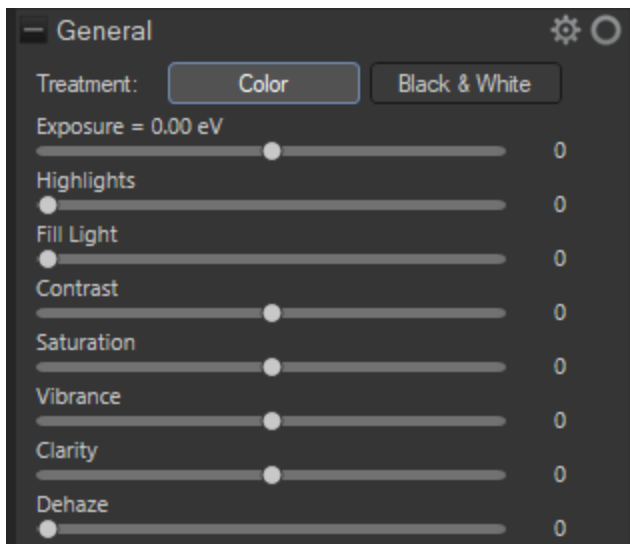 General
Treatment: Color Black & White
Exposure = 0.00 eV
0
Highlights
0
Fill Light
0
Contrast
0
Saturation
0
Vibrance
0
Clarity
0
Dehaze
0